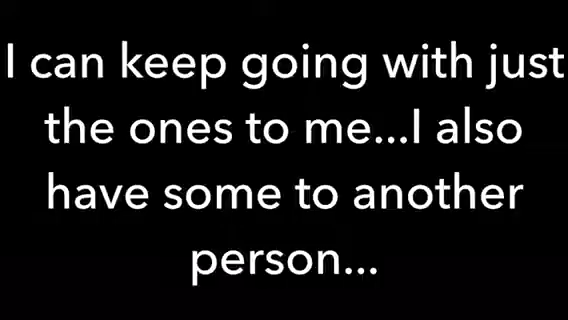 I can keep going with just
the ones to me...I also
have some to another
person...